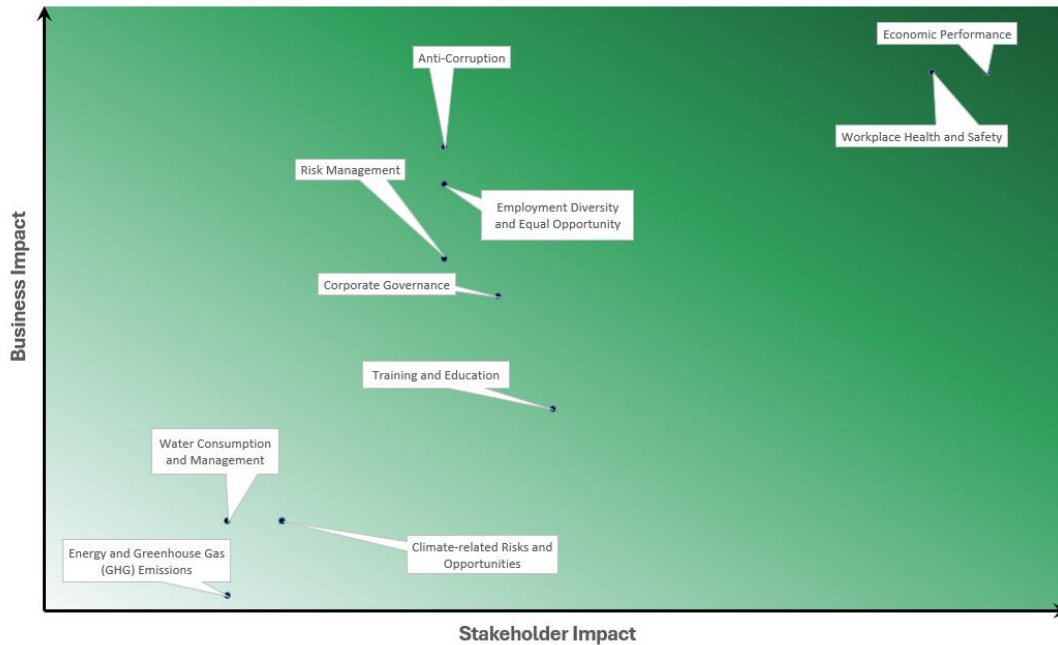 Economic Performance
Anti-Corruption
Workplace Health and Safety
Risk Management
Employment Diversity
and Equal Opportunity
Corporate Governance
Training and Education
Water Consumption
and Management
Energy and Greenhouse Gas
(GHG) Emissions
Climate-related Risks and
Opportunities
Business Impact
Stakeholder Impact